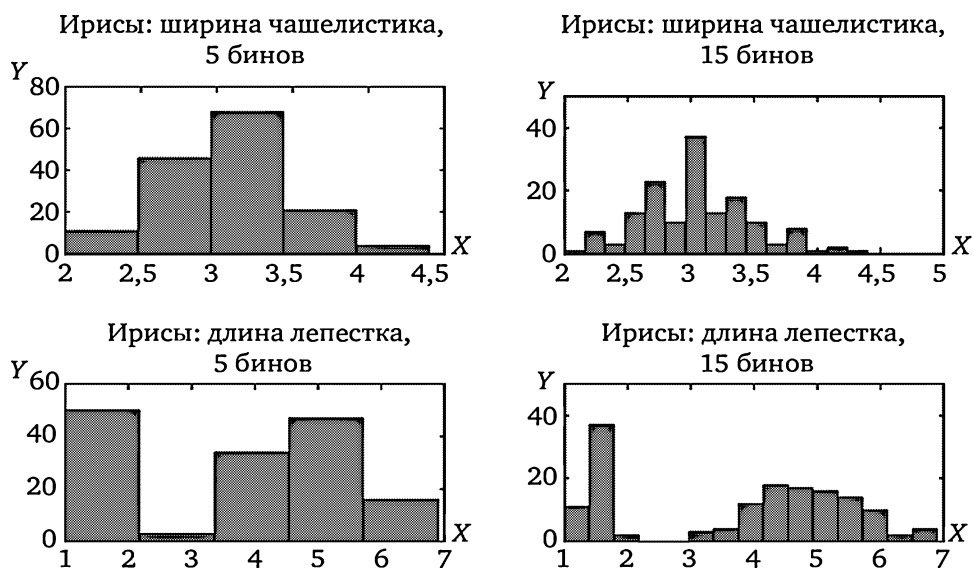 Ирисы: ширина чашелистика,
5 бинов
Y
80
60
40
20
0
2 2,5 3 3,5 4 4,5 X
Ирисы: ширина чашелистика,
15 бинов
Y
40
20
0
2 2,5 3 3,5 4 4,5 5 X
Ирисы: длина лепестка,
5 бинов
Y
60
40
20
0
1 2 3 4 5 6 7 X
Ирисы: длина лепестка,
15 бинов
Y
40
20
0
1 2 3 4 5 6 7 X